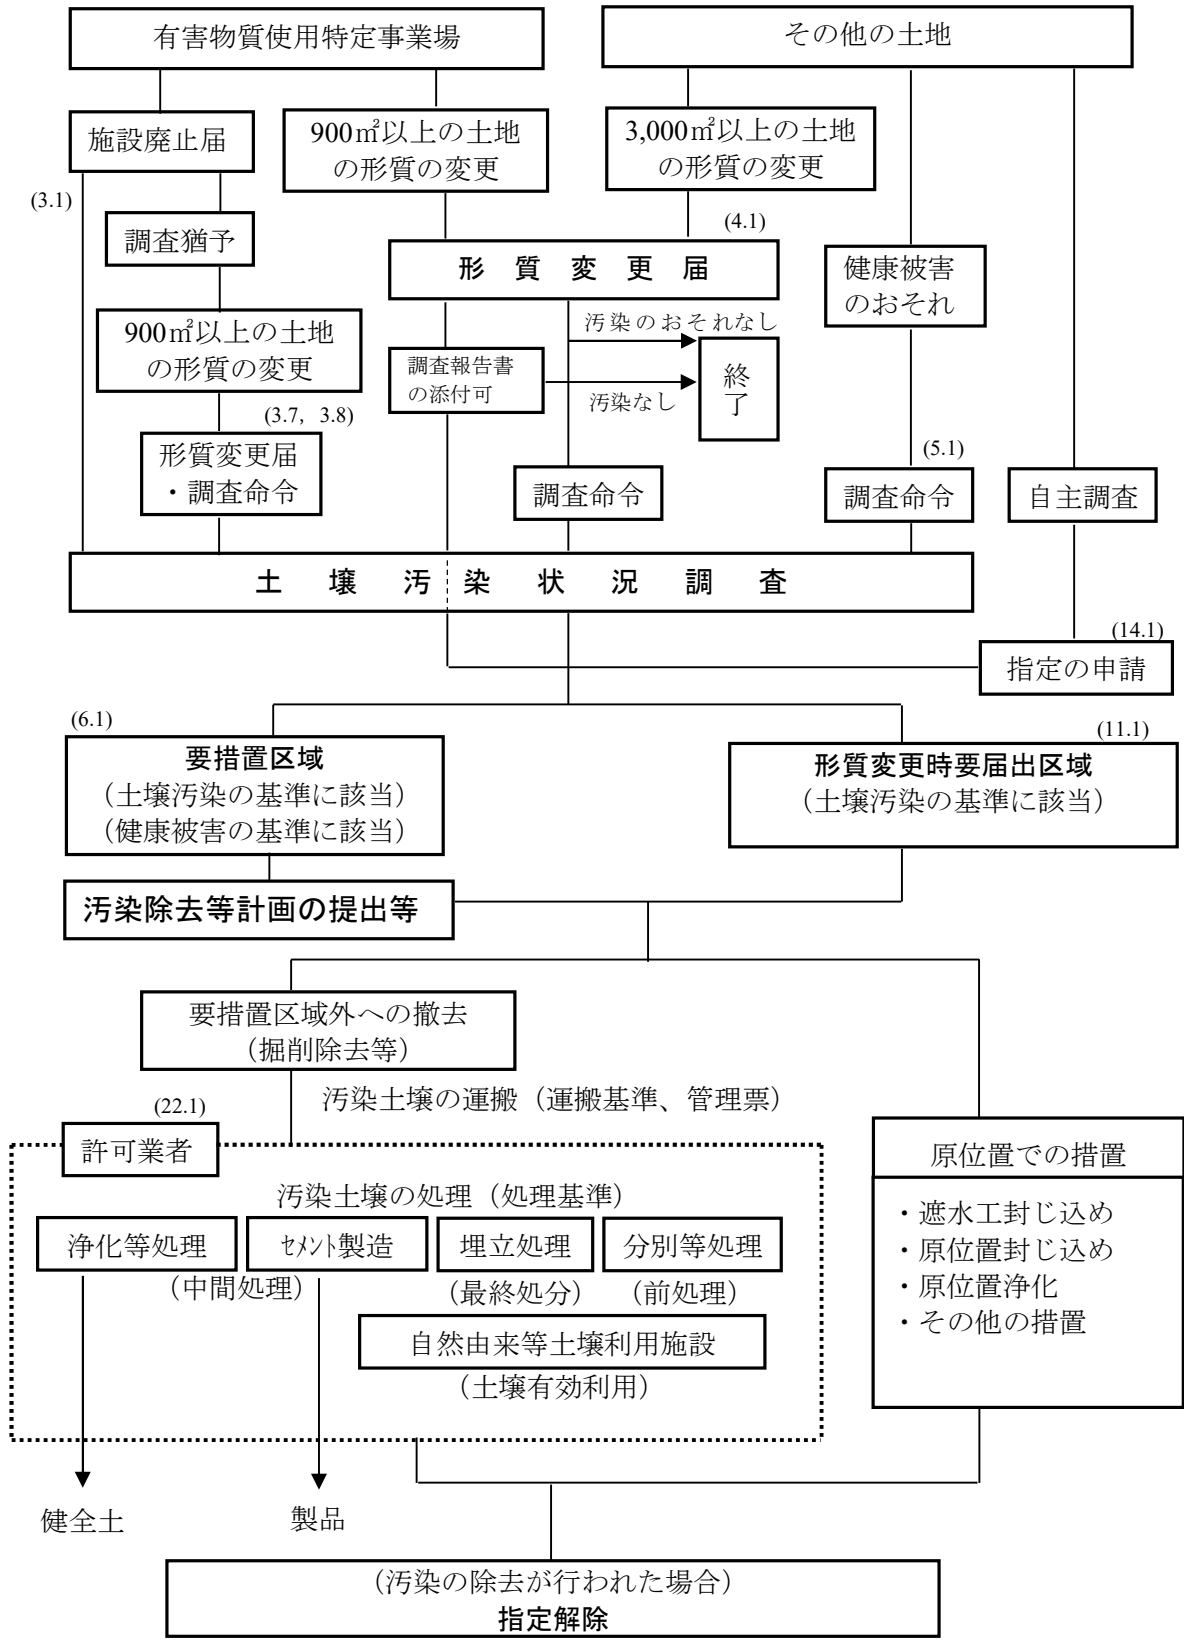 有害物質使用特定事業場
その他の土地
施設廃止届
900㎡以上の土地
の形質の変更
3,000㎡以上の土地
の形質の変更
(3.1)
調査猶予
(4.1)
形質変更届
健康被害
のおそれ
900㎡以上の土地
の形質の変更
汚染のおそれなし
調査報告書
の添付可
汚染なし
終
了
(3.7, 3.8)
形質変更届
・調査命令
(5.1)
調査命令
調査命令
自主調査
土壌汚染状況調査
(14.1)
指定の申請
(6.1)
要措置区域
（土壌汚染の基準に該当）
（健康被害の基準に該当）
(11.1)
形質変更時要届出区域
（土壌汚染の基準に該当）
汚染除去等計画の提出等
要措置区域外への撤去
（掘削除去等）
汚染土壌の運搬（運搬基準、管理票）
(22.1)
許可業者
原位置での措置
汚染土壌の処理（処理基準）
浄化等処理
ｾﾒﾝﾄ製造
埋立処理
分別等処理
（中間処理）
（最終処分）
（前処理）
自然由来等土壌利用施設
（土壌有効利用）
・遮水工封じ込め
・原位置封じ込め
・原位置浄化
・その他の措置
健全土
製品
（汚染の除去が行われた場合）
指定解除